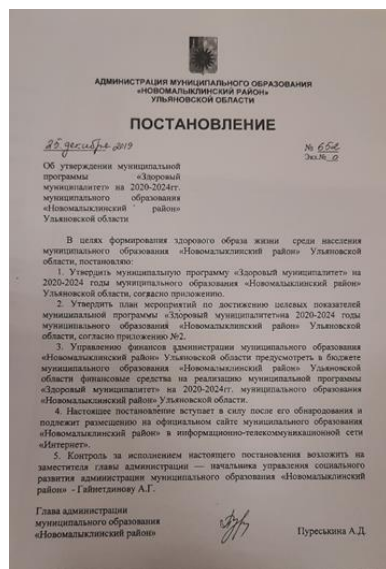 АДМИНИСТРАЦИЯ МУНИЦИПАЛЬНОГО ОБРАЗОВАНИЯ
«НОВОМАЛЫКЛИНСКИЙ РАЙОН»
УЛЬЯНОВСКОЙ ОБЛАСТИ
ПОСТАНОВЛЕНИЕ
25 декабря 2019
№
Экз.№ 0
Об утверждении муниципальной
программы «Здоровый
муниципалитет» на 2020-2024гг.
муниципального образования
«Новомалыклинский район»
Ульяновской области
В целях формирования здорового образа жизни среди населения
муниципального образования «Новомалыклинский район» Ульяновской
области, постановляю:
1. Утвердить муниципальную программу «Здоровый муниципалитет» на
2020-2024 годы муниципального образования «Новомалыклинский район»
Ульяновской области, согласно приложению.
2. Утвердить план мероприятий по достижению целевых показателей
муниципальной программы «Здоровый муниципалитет»на 2020-2024 годы
муниципального образования «Новомалыклинский район» Ульяновской
области, согласно приложению №2.
3. Управлению финансов администрации муниципального образования
«Новомалыклинский район» Ульяновской области предусмотреть в бюджете
муниципального образования «Новомалыклинский район» Ульяновской
области финансовые средства на реализацию муниципальной программы
«Здоровый муниципалитет» на 2020-2024гг. муниципального образования
«Новомалыклинский район» Ульяновской области.
4. Настоящее постановление вступает в силу после его обнародования и
подлежит размещению на официальном сайте муниципального образования
«Новомалыклинский район» в информационно-телекоммуникационной сети
«Интернет».
5. Контроль за исполнением настоящего постановления возложить на
заместителя главы администрации — начальника управления социального
развития администрации муниципального образования «Новомалыклинский
район» - Гайнетдинову А.Г.
Глава администрации
муниципального образования
«Новомалыклинский район»
Пуреськина А.Д.